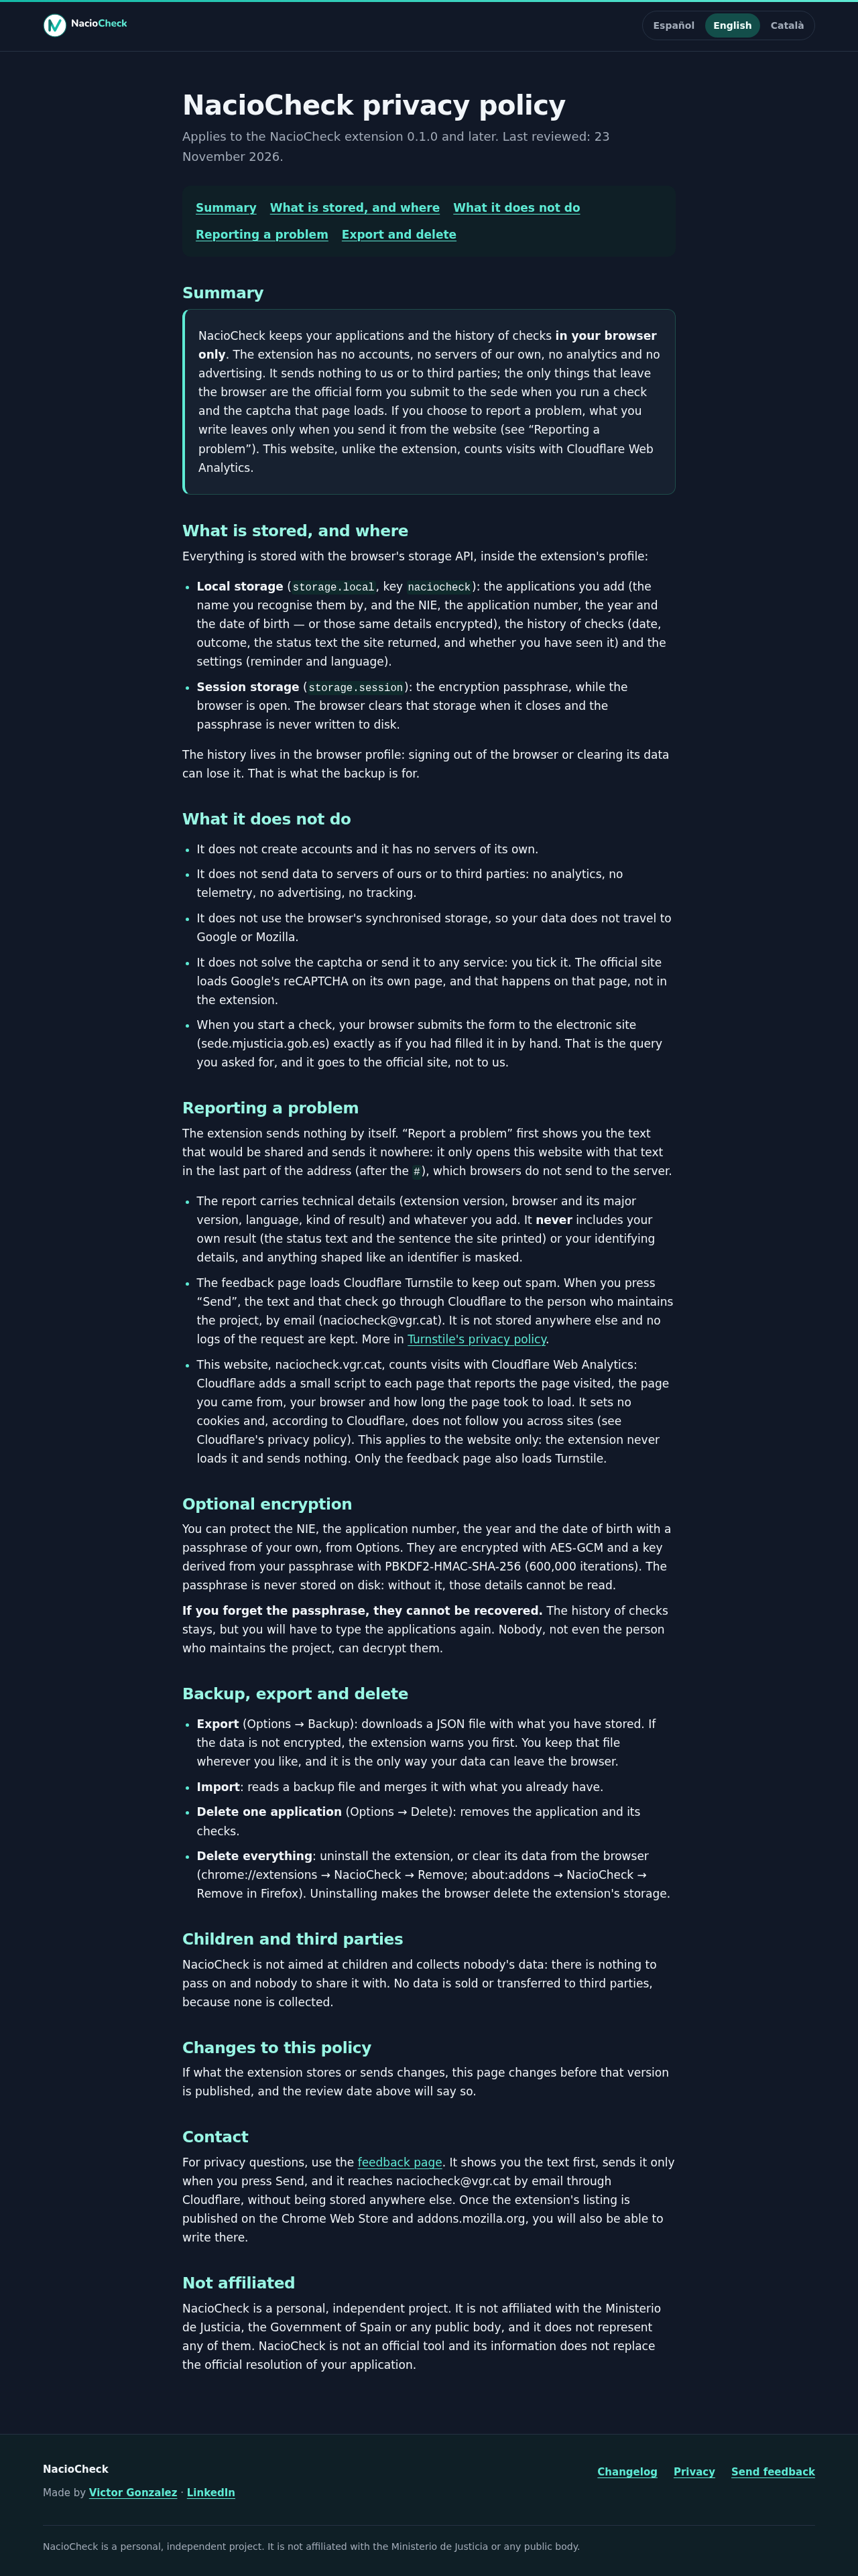 NacioCheck
Español English Català
NacioCheck privacy policy
Applies to the NacioCheck extension 0.1.0 and later. Last reviewed: 23
November 2026.
Summary What is stored, and where What it does not do
Reporting a problem Export and delete
Summary
NacioCheck keeps your applications and the history of checks in your browser
only. The extension has no accounts, no servers of our own, no analytics and no
advertising. It sends nothing to us or to third parties; the only things that leave
the browser are the official form you submit to the sede when you run a check
and the captcha that page loads. If you choose to report a problem, what you
write leaves only when you send it from the website (see “Reporting a
problem”). This website, unlike the extension, counts visits with Cloudflare Web
Analytics.
What is stored, and where
Everything is stored with the browser's storage API, inside the extension's profile:
• Local storage (storage.local, key naciocheck): the applications you add (the
name you recognise them by, and the NIE, the application number, the year and
the date of birth — or those same details encrypted), the history of checks (date,
outcome, the status text the site returned, and whether you have seen it) and the
settings (reminder and language).
• Session storage (storage.session): the encryption passphrase, while the
browser is open. The browser clears that storage when it closes and the
passphrase is never written to disk.
The history lives in the browser profile: signing out of the browser or clearing its data
can lose it. That is what the backup is for.
What it does not do
• It does not create accounts and it has no servers of its own.
• It does not send data to servers of ours or to third parties: no analytics, no
telemetry, no advertising, no tracking.
• It does not use the browser's synchronised storage, so your data does not travel to
Google or Mozilla.
• It does not solve the captcha or send it to any service: you tick it. The official site
loads Google's reCAPTCHA on its own page, and that happens on that page, not in
the extension.
• When you start a check, your browser submits the form to the electronic site
(sede.mjusticia.gob.es) exactly as if you had filled it in by hand. That is the query
you asked for, and it goes to the official site, not to us.
Reporting a problem
The extension sends nothing by itself. “Report a problem” first shows you the text
that would be shared and sends it nowhere: it only opens this website with that text
in the last part of the address (after the #), which browsers do not send to the server.
• The report carries technical details (extension version, browser and its major
version, language, kind of result) and whatever you add. It never includes your
own result (the status text and the sentence the site printed) or your identifying
details, and anything shaped like an identifier is masked.
• The feedback page loads Cloudflare Turnstile to keep out spam. When you press
“Send”, the text and that check go through Cloudflare to the person who maintains
the project, by email (naciocheck@vgr.cat). It is not stored anywhere else and no
logs of the request are kept. More in Turnstile's privacy policy.
• This website, naciocheck.vgr.cat, counts visits with Cloudflare Web Analytics:
Cloudflare adds a small script to each page that reports the page visited, the page
you came from, your browser and how long the page took to load. It sets no
cookies and, according to Cloudflare, does not follow you across sites (see
Cloudflare's privacy policy). This applies to the website only: the extension never
loads it and sends nothing. Only the feedback page also loads Turnstile.
Optional encryption
You can protect the NIE, the application number, the year and the date of birth with a
passphrase of your own, from Options. They are encrypted with AES-GCM and a key
derived from your passphrase with PBKDF2-HMAC-SHA-256 (600,000 iterations). The
passphrase is never stored on disk: without it, those details cannot be read.
If you forget the passphrase, they cannot be recovered. The history of checks
stays, but you will have to type the applications again. Nobody, not even the person
who maintains the project, can decrypt them.
Backup, export and delete
• Export (Options → Backup): downloads a JSON file with what you have stored. If
the data is not encrypted, the extension warns you first. You keep that file
wherever you like, and it is the only way your data can leave the browser.
• Import: reads a backup file and merges it with what you already have.
• Delete one application (Options → Delete): removes the application and its
checks.
• Delete everything: uninstall the extension, or clear its data from the browser
(chrome://extensions → NacioCheck → Remove; about:addons → NacioCheck →
Remove in Firefox). Uninstalling makes the browser delete the extension's storage.
Children and third parties
NacioCheck is not aimed at children and collects nobody's data: there is nothing to
pass on and nobody to share it with. No data is sold or transferred to third parties,
because none is collected.
Changes to this policy
If what the extension stores or sends changes, this page changes before that version
is published, and the review date above will say so.
Contact
For privacy questions, use the feedback page. It shows you the text first, sends it only
when you press Send, and it reaches naciocheck@vgr.cat by email through
Cloudflare, without being stored anywhere else. Once the extension's listing is
published on the Chrome Web Store and addons.mozilla.org, you will also be able to
write there.
Not affiliated
NacioCheck is a personal, independent project. It is not affiliated with the Ministerio
de Justicia, the Government of Spain or any public body, and it does not represent
any of them. NacioCheck is not an official tool and its information does not replace
the official resolution of your application.
NacioCheck
Made by Victor Gonzalez · LinkedIn
Changelog Privacy Send feedback
NacioCheck is a personal, independent project. It is not affiliated with the Ministerio de Justicia or any public body.